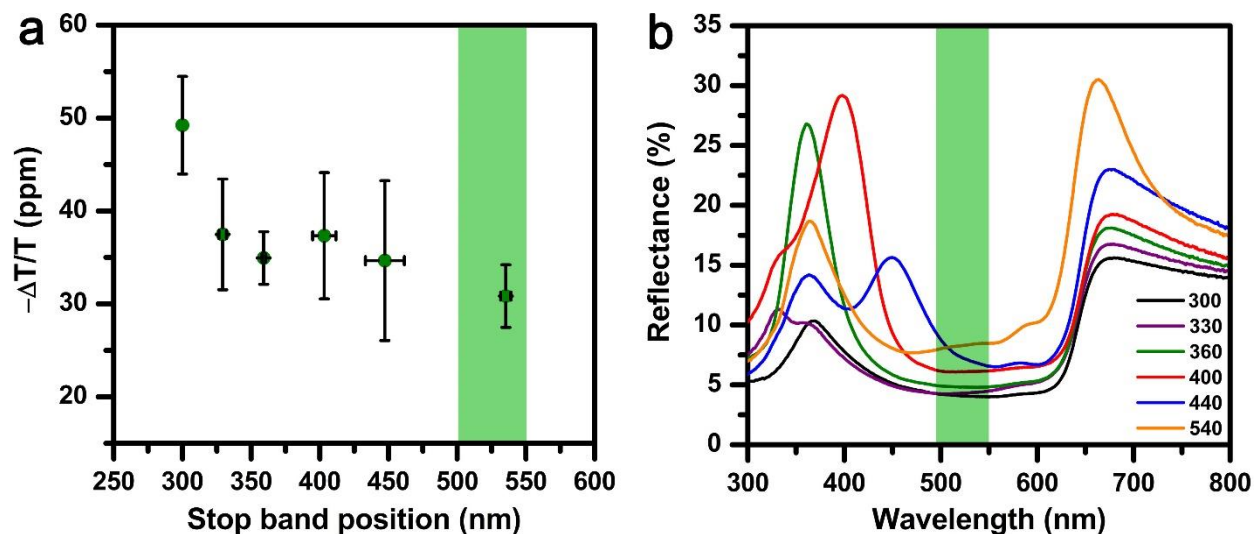 a
−ΔT/T (ppm)
60
50
40
30
20
250 300 350 400 450 500 550 600
Stop band position (nm)
b
Reflectance (%)
35
30
25
20
15
10
5
0
300
330
360
400
440
540
300 400 500 600 700 800
Wavelength (nm)